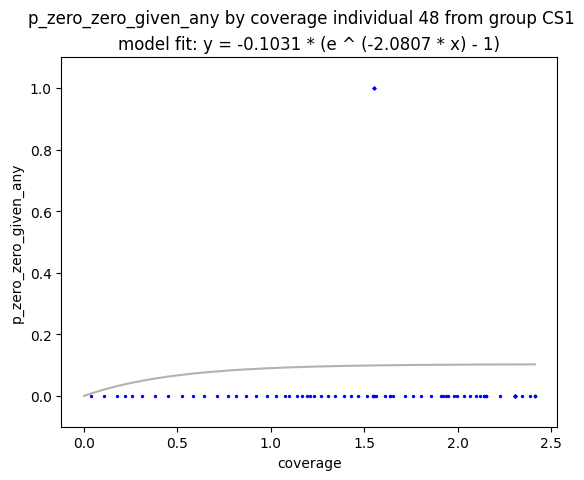 p_zero_zero_given_any by coverage individual 48 from group CS1
model fit: y = -0.1031 * (e ^ (-2.0807 * x) - 1)
1.0
0.8
0.6
0.4
0.2
0.0
p_zero_zero_given_any
0.0 0.5 1.0 1.5 2.0 2.5
coverage